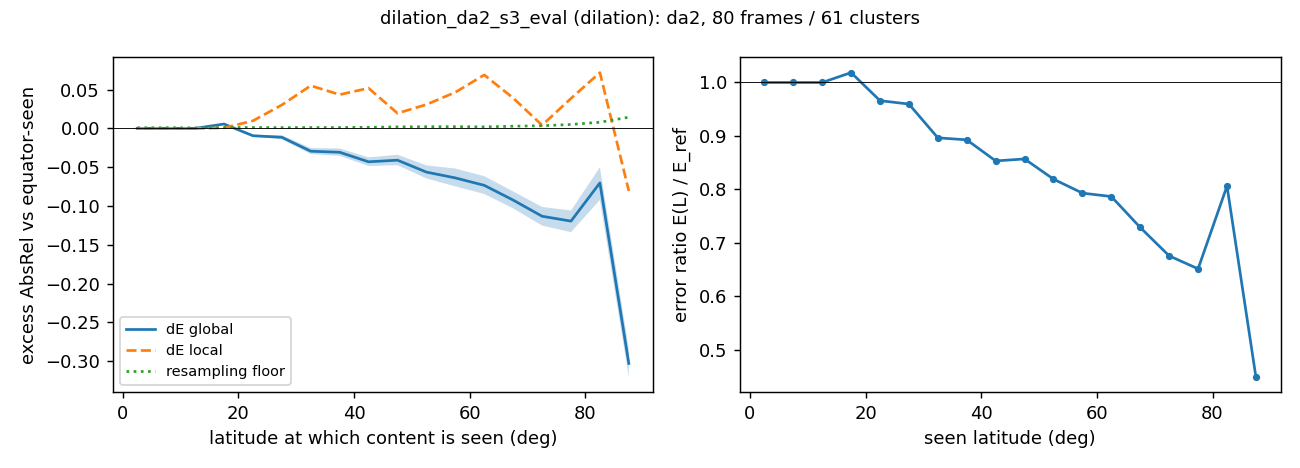 dilation_da2_s3_eval (dilation): da2, 80 frames / 61 clusters
excess AbsRel vs equator-seen
0.05
0.00
−0.05
−0.10
−0.15
−0.20
−0.25
−0.30
dE global
dE local
resampling floor
0 20 40 60 80
latitude at which content is seen (deg)
error ratio E(L) / E_ref
1.0
0.9
0.8
0.7
0.6
0.5
0 20 40 60 80
seen latitude (deg)